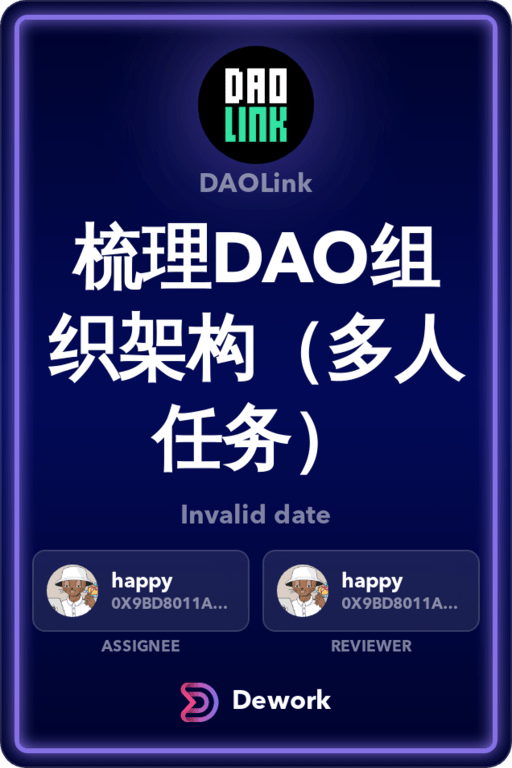 DAO
LINK
DAOLink
梳理DAO组
织架构（多人
任务）
Invalid date
happy
0X9BD8011A...
happy
0X9BD8011A...
ASSIGNEE
REVIEWER
Dework